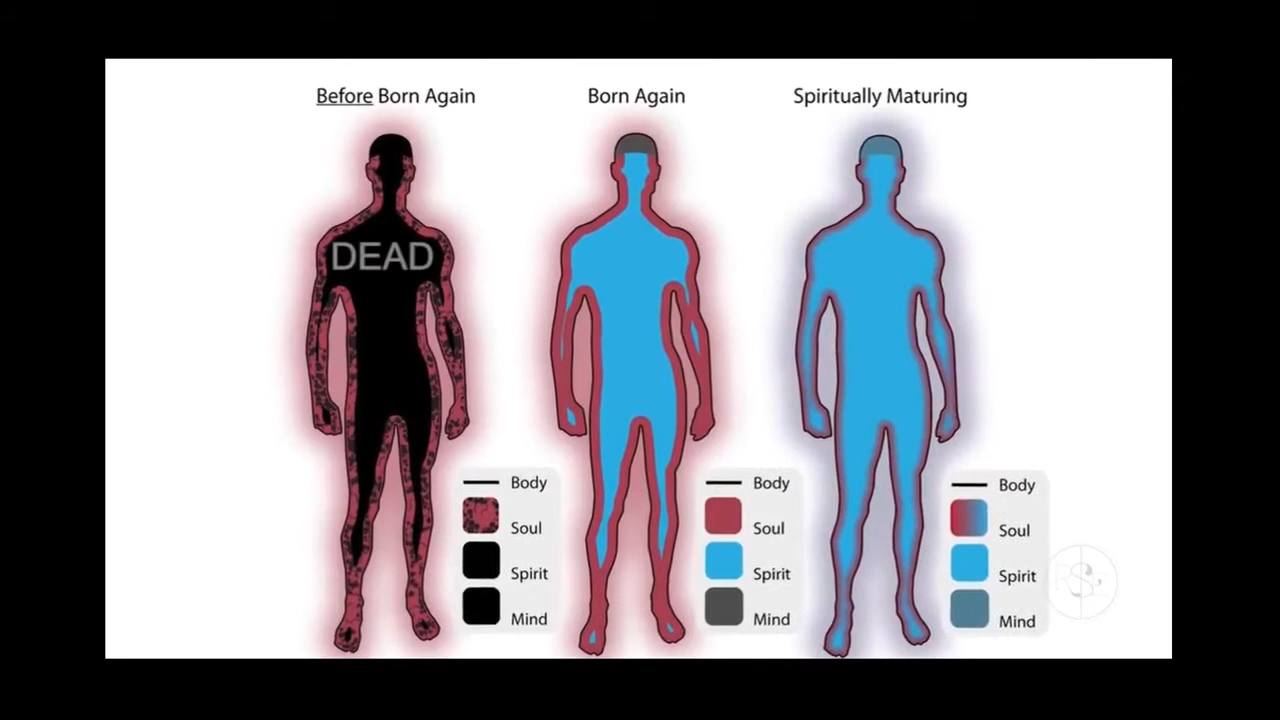 Before Born Again
Born Again
Spiritually Maturing
DEAD
Body
Soul
Spirit
Mind
Body
Soul
Spirit
Mind
Body
Soul
Spirit
Mind